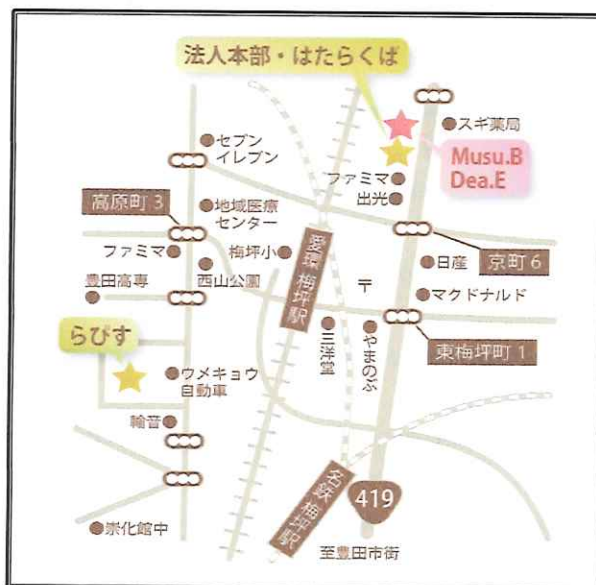 法人本部・はたらくば
スギ薬局
セブン
イレブン
Musu.B
Dea.E
ファミマ
出光
高原町 3
地域医療
センター
ファミマ
梅坪小
愛環 梅坪駅
日産
京町 6
豊田高専
西山公園
〒
マクドナルド
らぴす
三洋堂
やまのぶ
東梅坪町 1
ウメキョウ
自動車
輪音
名鉄 梅坪駅
419
崇化館中
至豊田市街